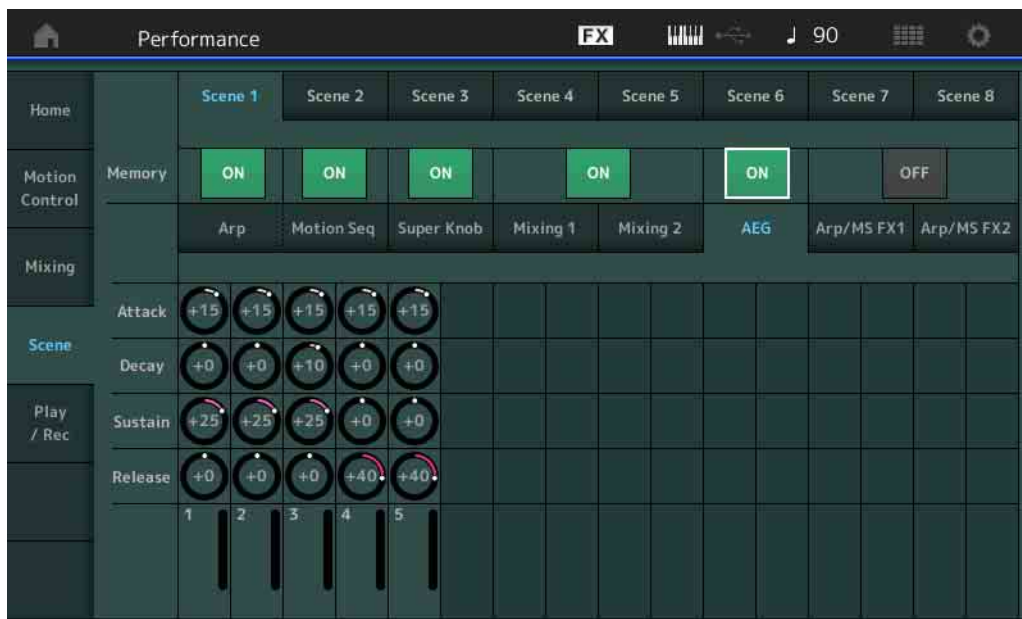 Performance FX 90
Home
Motion
Control
Mixing
Scene
Play
/ Rec
Scene 1 Scene 2 Scene 3 Scene 4 Scene 5 Scene 6 Scene 7 Scene 8
Memory ON ON ON ON ON OFF
Arp Motion Seq Super Knob Mixing 1 Mixing 2 AEG Arp/MS FX1 Arp/MS FX2
Attack +15 +15 +15 +15 +15
Decay +0 +0 +10 +0 +0
Sustain +25 +25 +25 +0 +0
Release +0 +0 +0 +40 +40
1 2 3 4 5